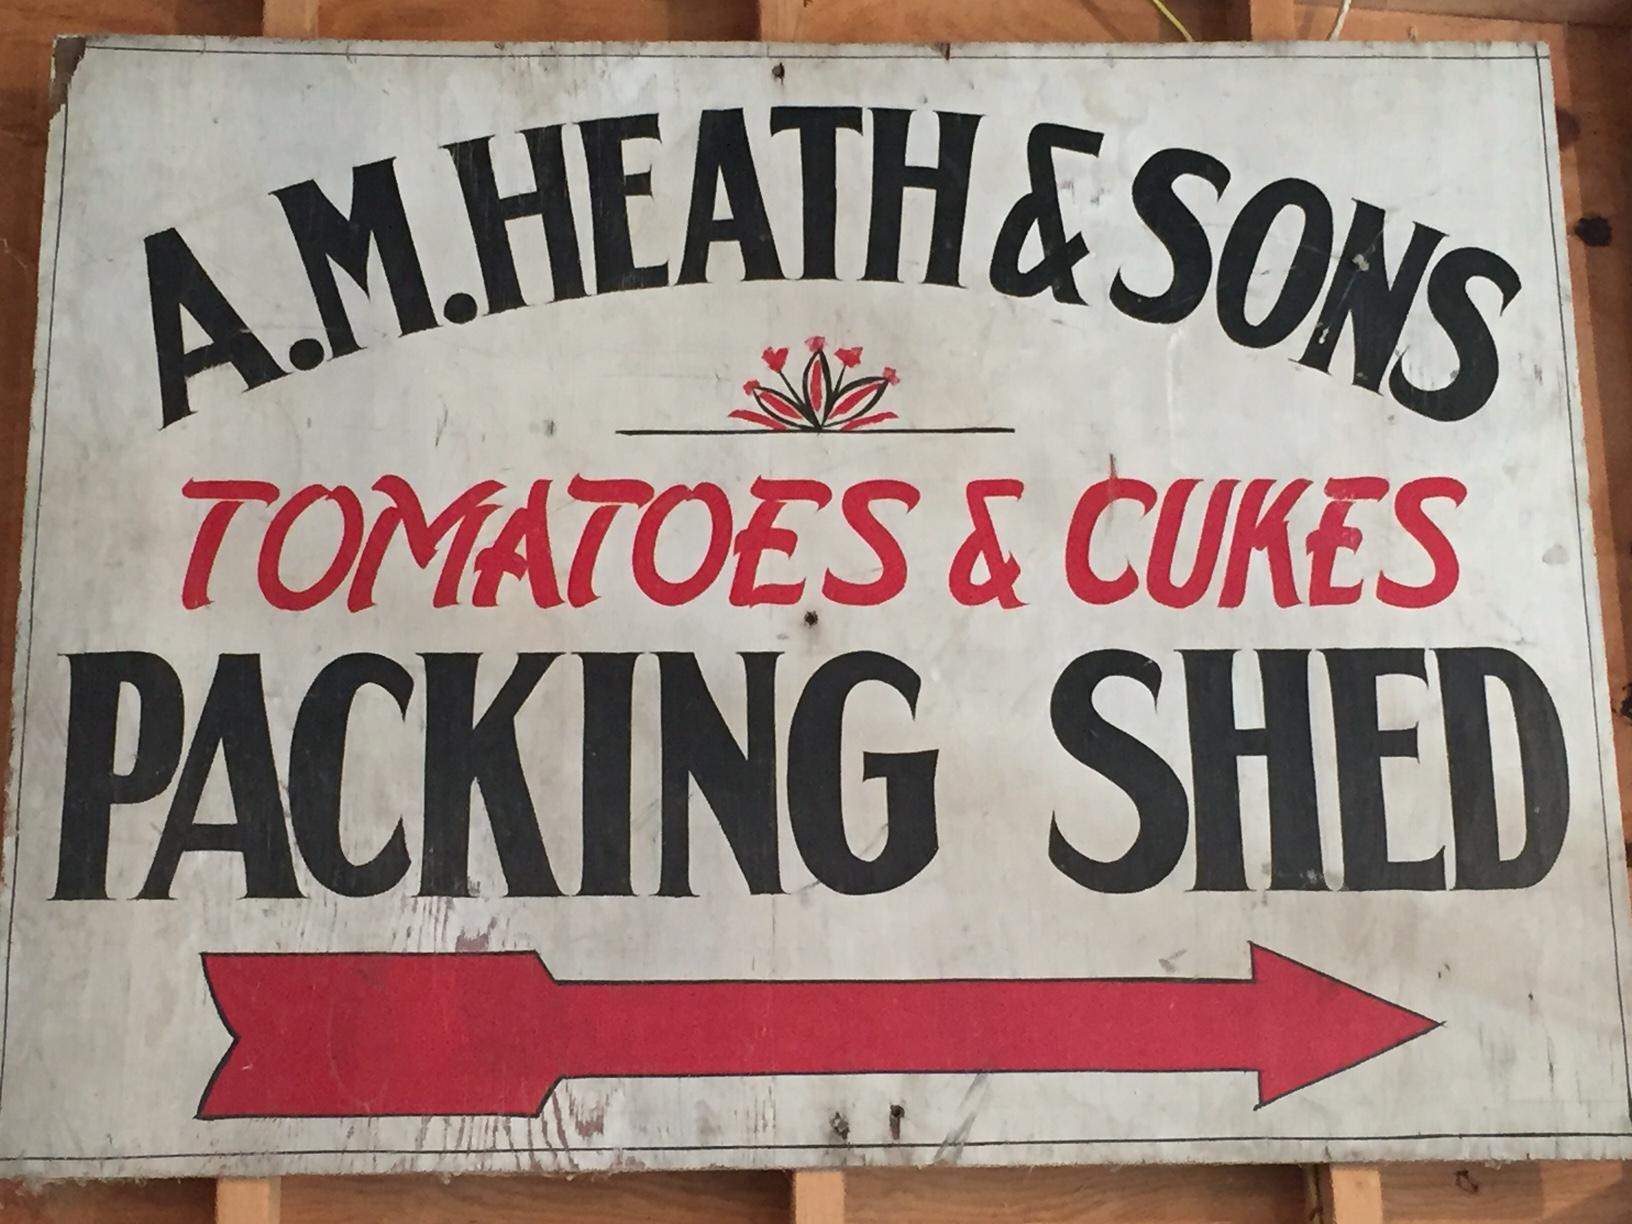 A.M. HEATH & SONS
TOMATOES & CUKES
PACKING SHED